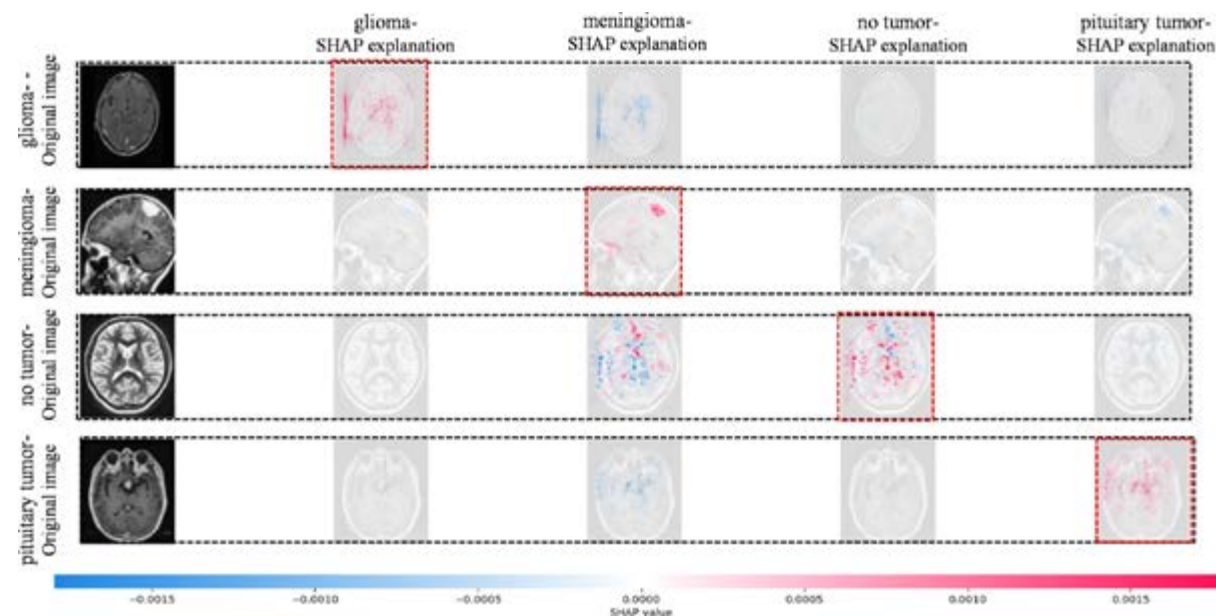 glioma-
SHAP explanation
meningioma-
SHAP explanation
no tumor-
SHAP explanation
pituitary tumor-
SHAP explanation
glioma- -
Original image
meningioma-
Original image
no tumor-
Original image
pituitary tumor-
Original image
−0.0015 −0.0010 −0.0005 0.0000 0.0005 0.0010 0.0015
SHAP value